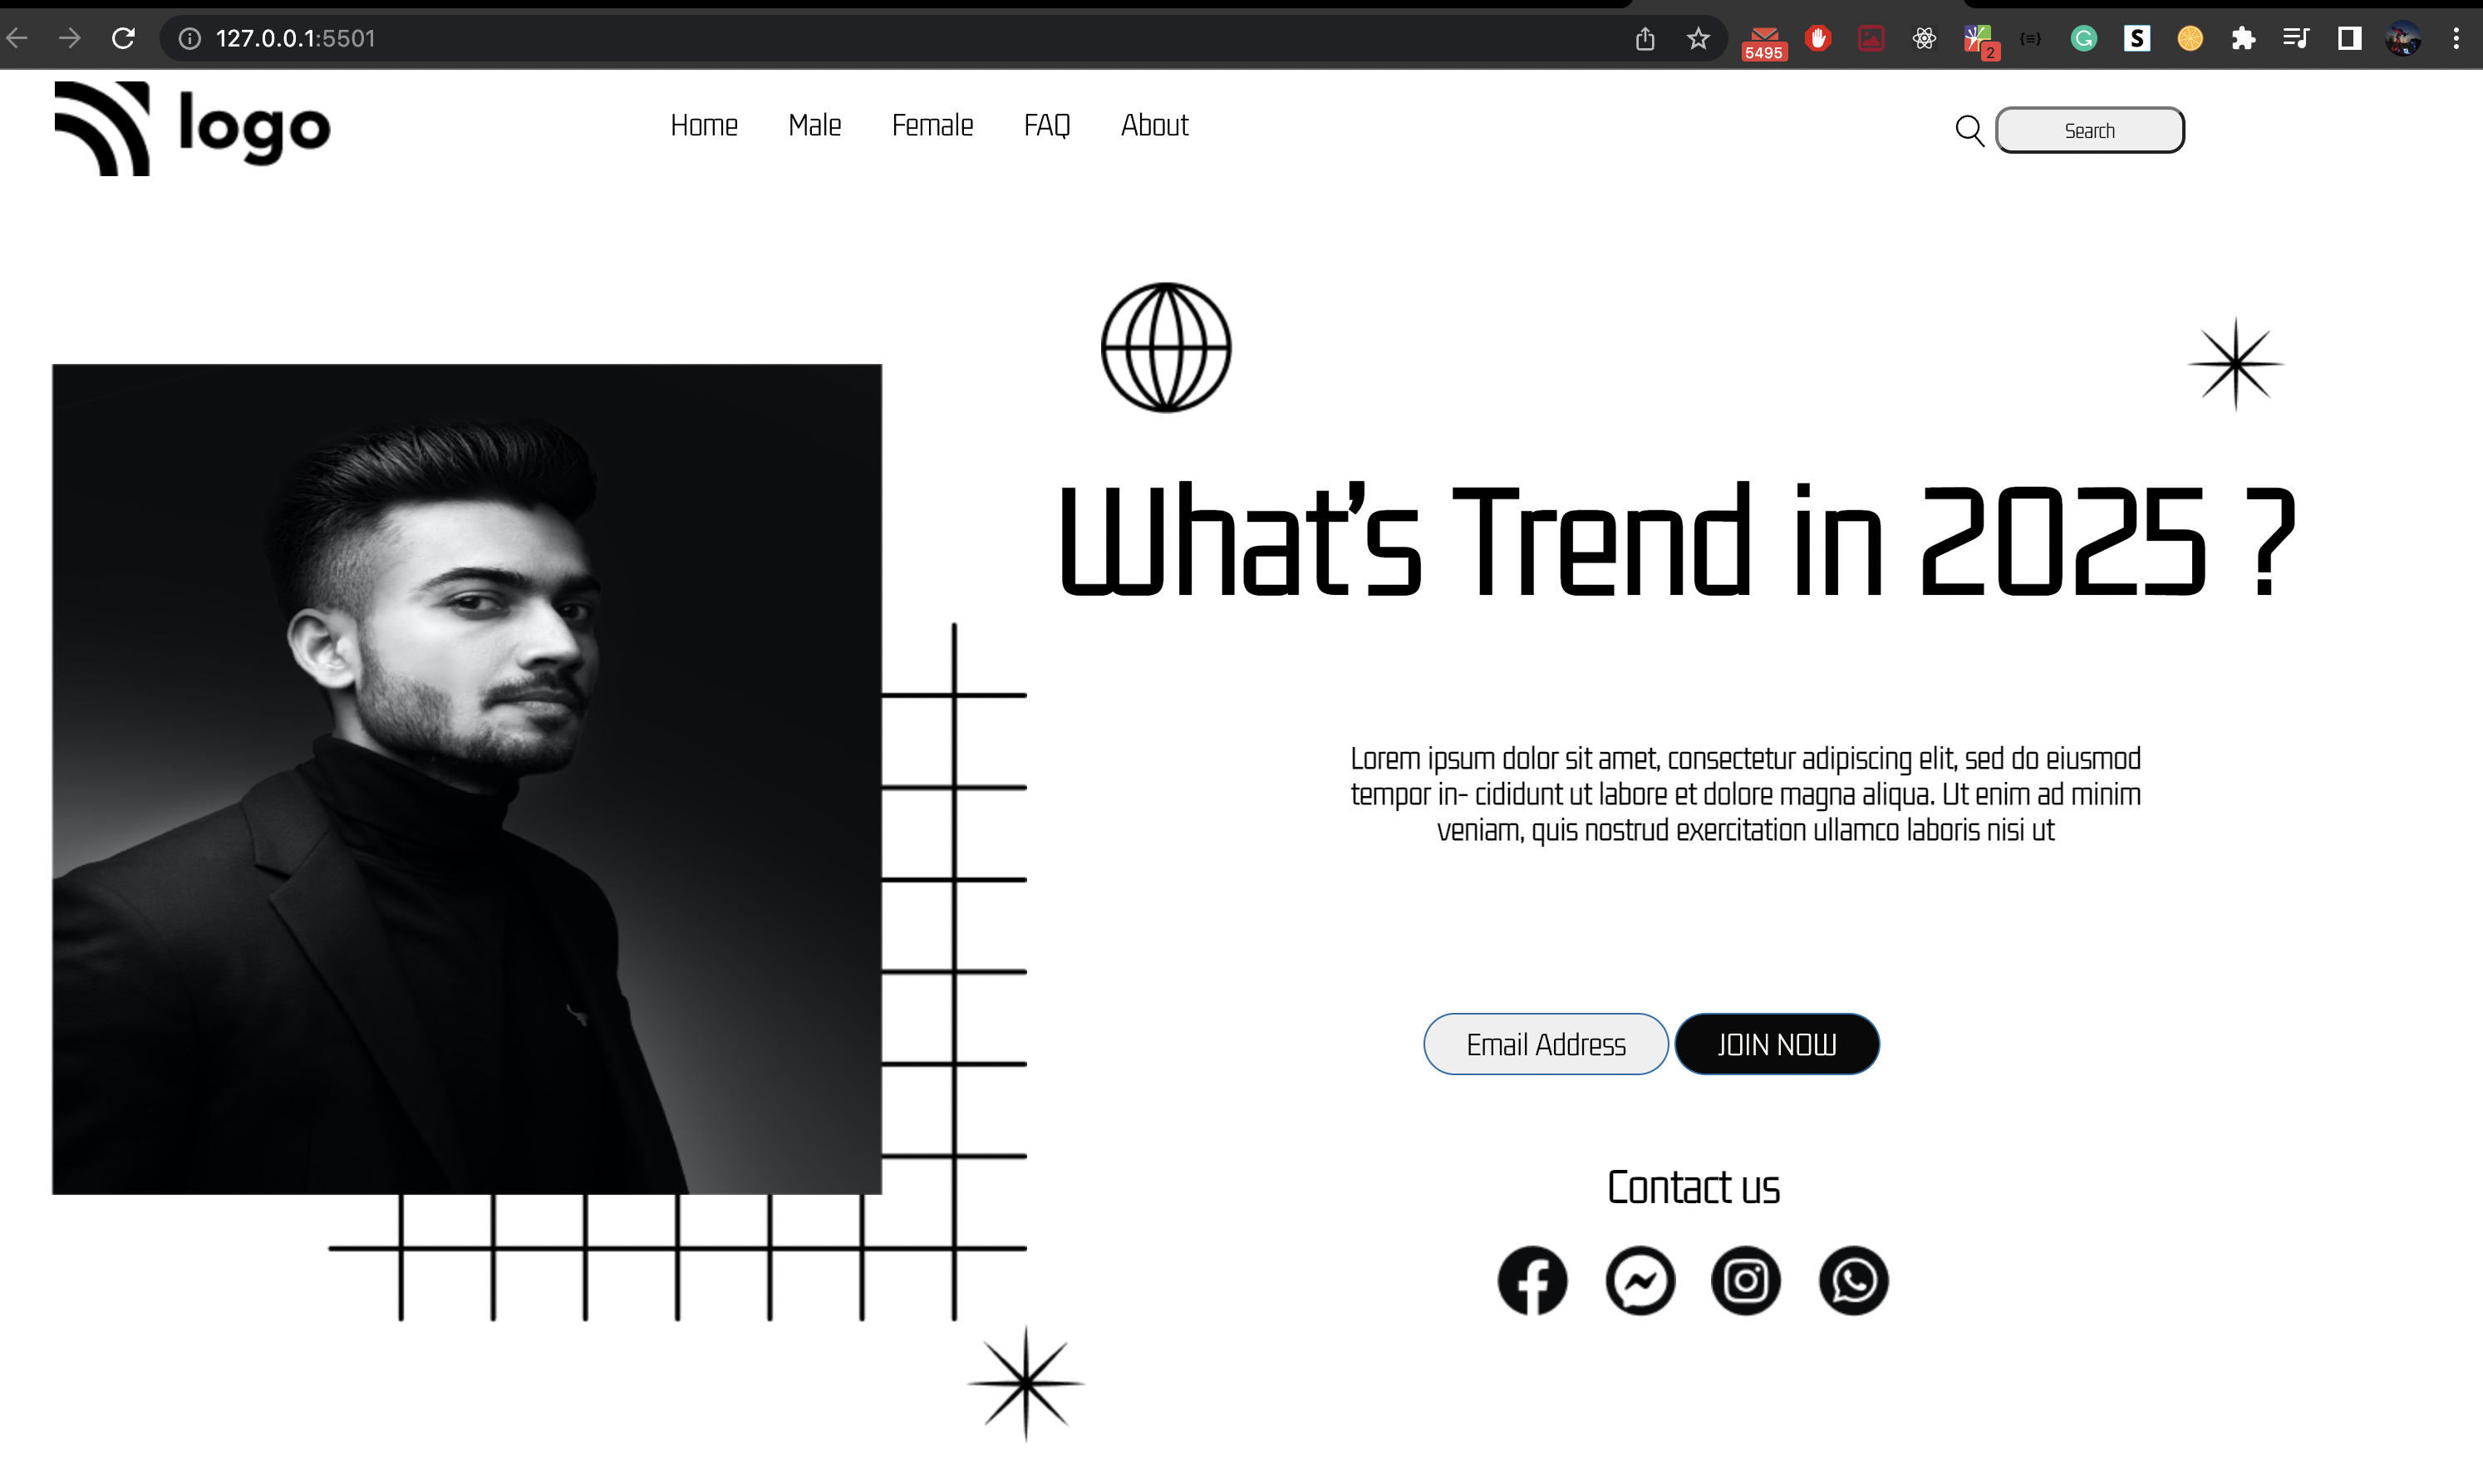 127.0.0.1:5501
5495
2
S
logo
Home Male Female FAQ About
Search
What's Trend in 2025 ?
Lorem ipsum dolor sit amet, consectetur adipiscing elit, sed do eiusmod
tempor in- cididunt ut labore et dolore magna aliqua. Ut enim ad minim
veniam, quis nostrud exercitation ullamco laboris nisi ut
Email Address
JOIN NOW
Contact us